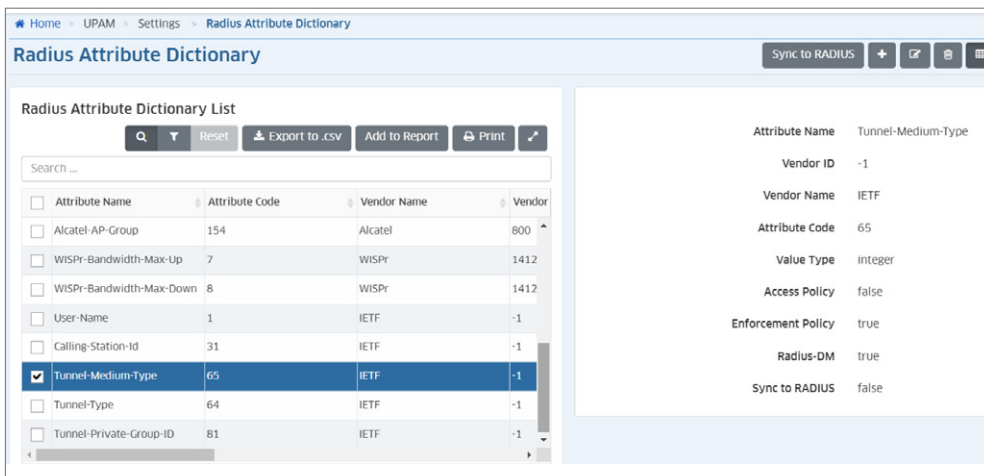 Home > UPAM > Settings > Radius Attribute Dictionary
Radius Attribute Dictionary
Sync to RADIUS
Radius Attribute Dictionary List
Reset Export to .csv Add to Report Print
Search ...
Attribute Name Attribute Code Vendor Name Vendor
Alcatel-AP-Group 154 Alcatel 800
WISPr-Bandwidth-Max-Up 7 WISPr 1412
WISPr-Bandwidth-Max-Down 8 WISPr 1412
User-Name 1 IETF -1
Calling-Station-Id 31 IETF -1
Tunnel-Medium-Type 65 IETF -1
Tunnel-Type 64 IETF -1
Tunnel-Private-Group-ID 81 IETF -1
Attribute Name Tunnel-Medium-Type
Vendor ID -1
Vendor Name IETF
Attribute Code 65
Value Type integer
Access Policy false
Enforcement Policy true
Radius-DM true
Sync to RADIUS false